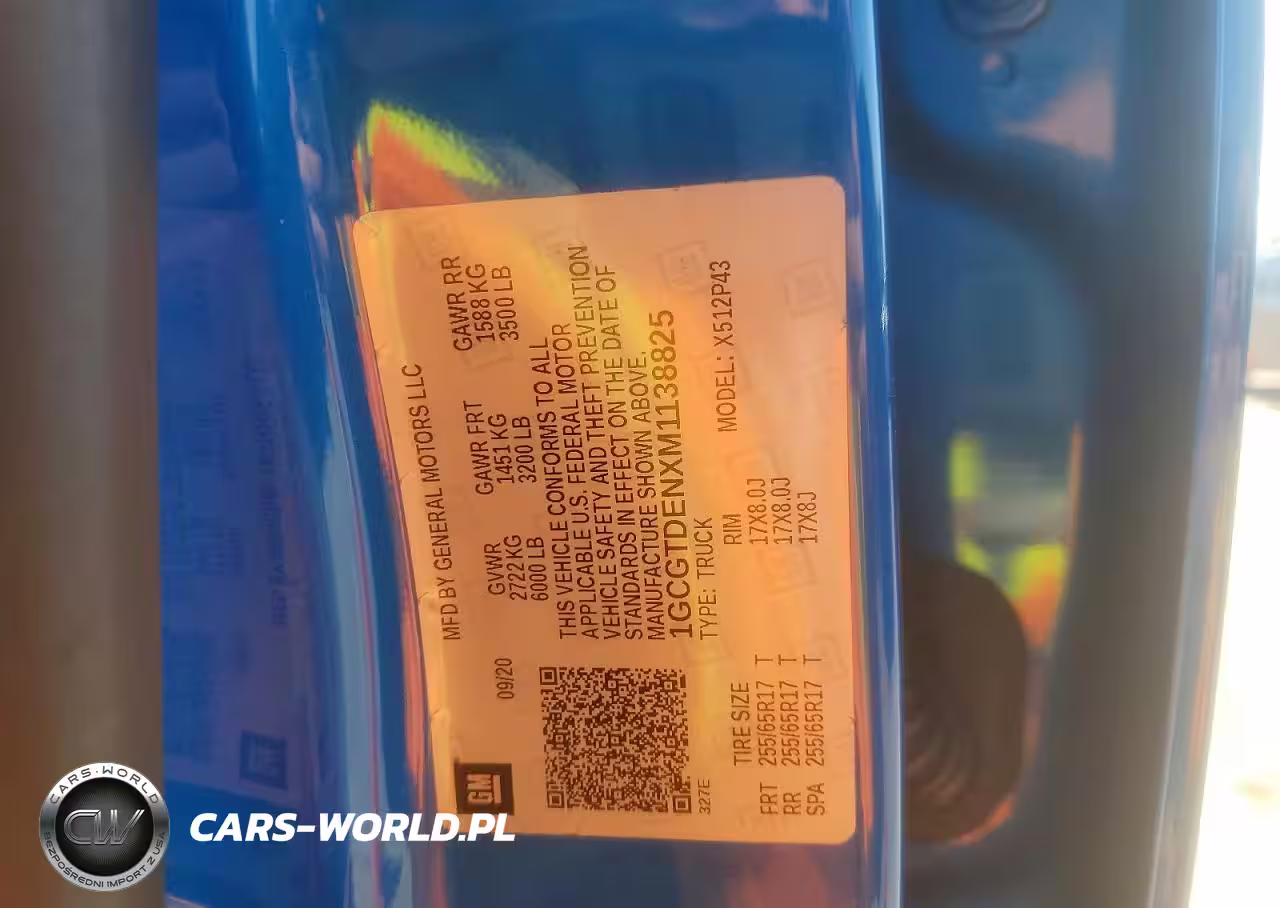 MFD BY GENERAL MOTORS LLC
09/20
GVWR GAWR FRT GAWR RR
2722 KG 1451 KG 1588 KG
6000 LB 3200 LB 3500 LB
THIS VEHICLE CONFORMS TO ALL
APPLICABLE U.S. FEDERAL MOTOR
VEHICLE SAFETY AND THEFT PREVENTION
STANDARDS IN EFFECT ON THE DATE OF
MANUFACTURE SHOWN ABOVE.
1GCGTDENXM1138825
TYPE: TRUCK MODEL: X512P43
GM
327E
TIRE SIZE RIM
FRT 255/65R17 T 17X8.0J
RR 255/65R17 T 17X8.0J
SPA 255/65R17 T 17X8J
CARS-WORLD
CW
BEZPOŚREDNI IMPORT Z USA
CARS-WORLD.PL